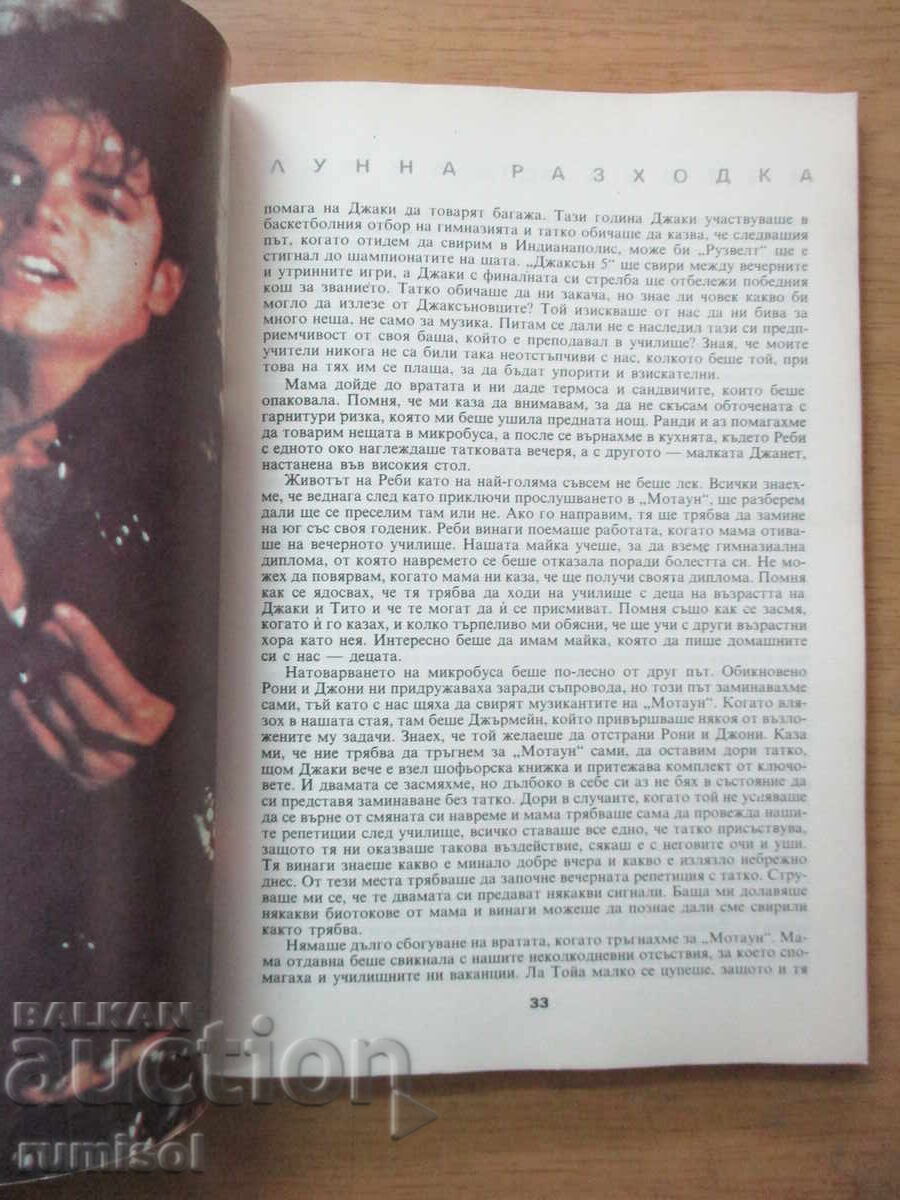 ЛУННА РАЗХОДКА
помага на Джаки да товарят багажа. Тази година Джаки участвуваше в
баскетболния отбор на гимназията и татко обичаше да казва, че следващия
път, когато отидем да свирим в Индианаполис, може би „Рузвелт“ ще е
стигнал до шампионатите на щата. „Джаксън 5“ ще свири между вечерните
и утринните игри, а Джаки с финалната си стрелба ще отбележи победния
кош за званието. Татко обичаше да ни закача, но знае ли човек какво би
могло да излезе от Джаксъновците? Той изискваше от нас да ни бива за
много неща, не само за музика. Питам се дали не е наследил тази си предп-
риемчивост от своя баща, който е преподавал в училище? Зная, че моите
учители никога не са били така неотстъпчиви с нас, колкото беше той, при
това на тях им се плаща, за да бъдат упорити и взискателни.
Мама дойде до вратата и ни даде термоса и сандвичите, които беше
опаковала. Помня, че ми каза да внимавам, за да не скъсам обточената с
гарнитури ризка, която ми беше ушила предната нощ. Ранди и аз помагахме
да товарим нещата в микробуса, а после се върнахме в кухнята, където Реби
с едното око наглеждаше татковата вечеря, а с другото — малката Джанет,
настанена във високия стол.
Животът на Реби като на най-голяма съвсем не беше лек. Всички знаех-
ме, че веднага след като приключи прослушването в „Мотаун“, ще разберем
дали ще се преселим там или не. Ако го направим, тя ще трябва да замине
на юг със своя годеник. Реби винаги поемаше работата, когато мама отива-
ше на вечерното училище. Нашата майка учеше, за да вземе гимназиална
диплома, от която навремето се беше отказала поради болестта си. Не мо-
жех да повярвам, когато мама ни каза, че ще получи своята диплома. Помня
как се ядосвах, че тя трябва да ходи на училище с деца на възрастта на
Джаки и Тито и че те могат да ѝ се присмиват. Помня също как се засмя,
когато ѝ го казах, и колко търпеливо ми обясни, че ще учи с други възрастни
хора като нея. Интересно беше да имам майка, която да пише домашните
си с нас — децата.
Натоварването на микробуса беше по-лесно от друг път. Обикновено
Рони и Джони ни придружаваха заради съпровода, но този път заминавахме
сами, тъй като с нас щяха да свирят музикантите на „Мотаун“. Когато вля-
зох в нашата стая, там беше Джърмейн, който привършваше някоя от възло-
жените му задачи. Знаех, че той желаеше да отстрани Рони и Джони. Каза
ми, че ние трябва да тръгнем за „Мотаун“ сами, да оставим дори татко,
щом Джаки вече е взел шофьорска книжка и притежава комплект от ключо-
вете. И двамата се засмяхме, но дълбоко в себе си аз не бях в състояние да
си представя заминаване без татко. Дори в случаите, когато той не успяваше
да се върне от смяната си навреме и мама трябваше сама да провежда наши-
те репетиции след училище, всичко ставаше все едно, че татко присъствува,
защото тя ни оказваше такова въздействие, сякаш е с неговите очи и уши.
Тя винаги знаеше какво е минало добре вчера и какво е излязло небрежно
днес. От тези места трябваше да започне вечерната репетиция с татко. Стру-
ваше ми се, че те двамата си предават някакви сигнали. Баща ми долавяше
някакви биотокове от мама и винаги можеше да познае дали сме свирили
както трябва.
Нямаше дълго сбогуване на вратата, когато тръгнахме за „Мотаун“. Ма-
ма отдавна беше свикнала с нашите неколкодневни отсъствия, за което спо-
магаха и училищните ни ваканции. Ла Тойа малко се цупеше, защото и тя
33
BALKAN
auction
rumisol